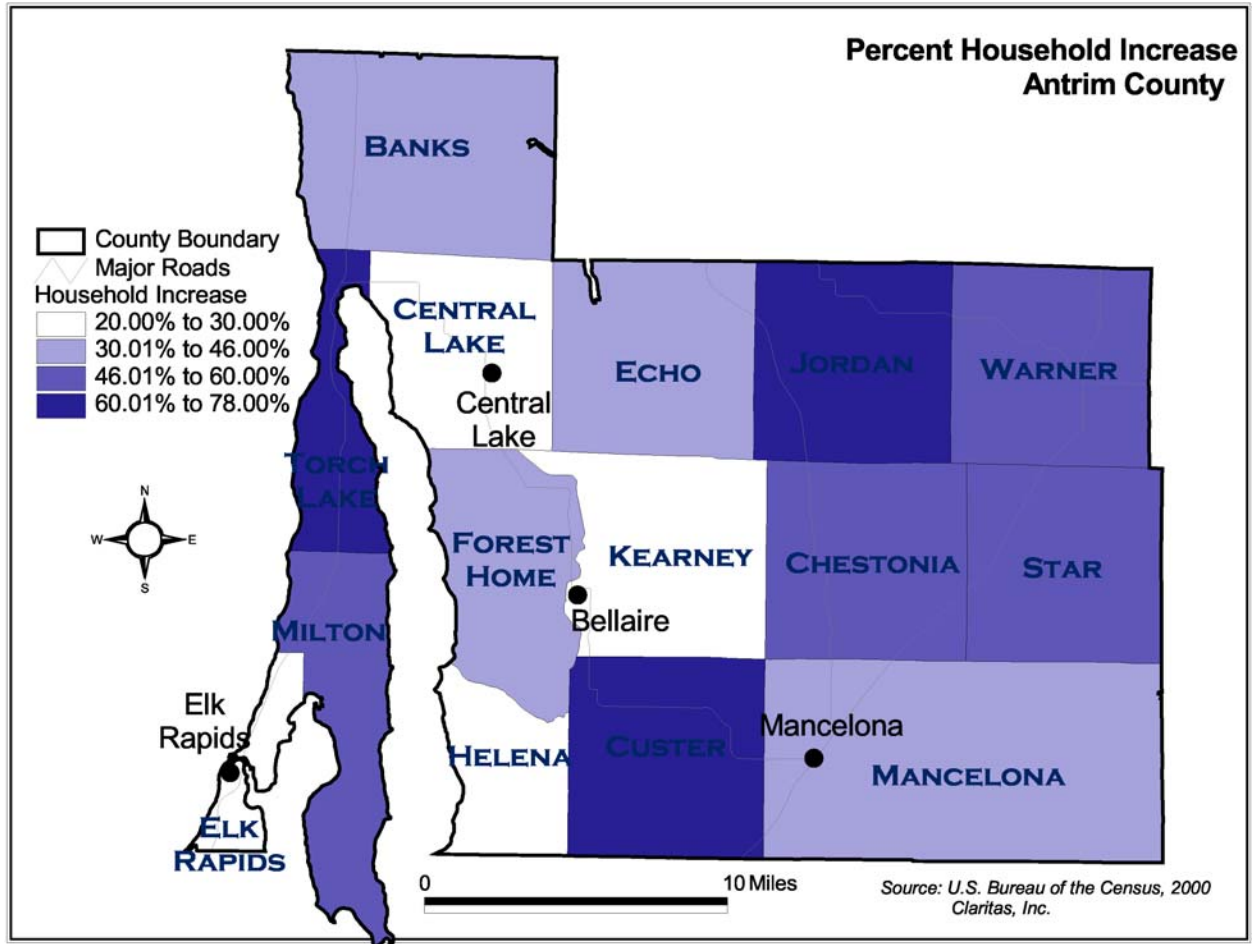 Percent Household Increase
Antrim County
BANKS
County Boundary
Major Roads
Household Increase
20.00% to 30.00%
30.01% to 46.00%
46.01% to 60.00%
60.01% to 78.00%
CENTRAL
LAKE
Central
Lake
ECHO
JORDAN
WARNER
TORCH
LAKE
N
W
E
S
FOREST
HOME
KEARNEY
CHESTONIA
STAR
Bellaire
MILTON
Elk
Rapids
HELENA
CUSTER
Mancelona
MANCELONA
ELK
RAPIDS
0
10 Miles
Source: U.S. Bureau of the Census, 2000
Claritas, Inc.